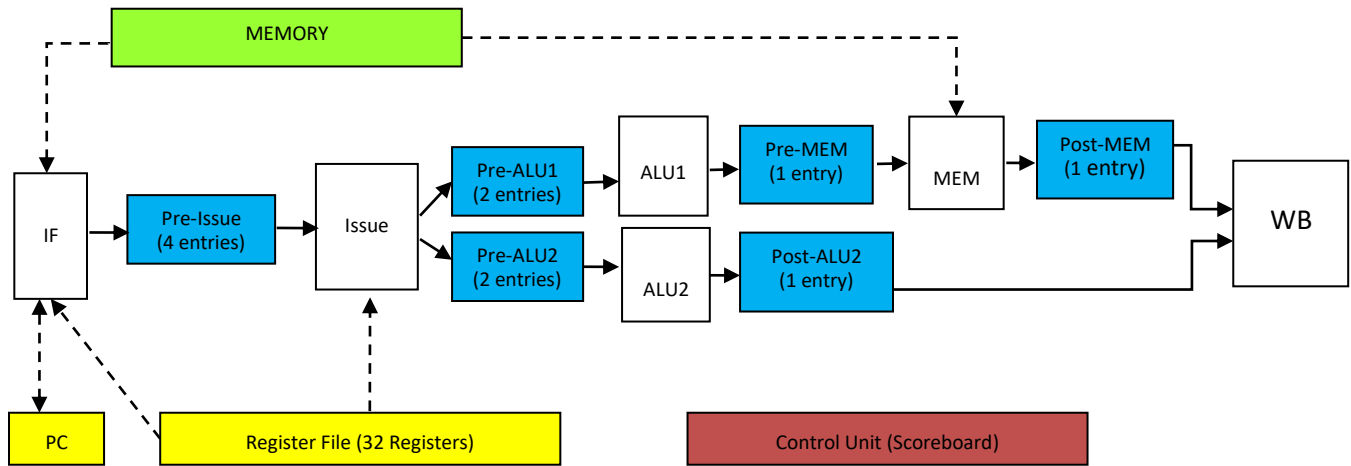 MEMORY
IF
Pre-Issue
(4 entries)
Issue
Pre-ALU1
(2 entries)
ALU1
Pre-MEM
(1 entry)
MEM
Post-MEM
(1 entry)
WB
Pre-ALU2
(2 entries)
ALU2
Post-ALU2
(1 entry)
PC
Register File (32 Registers)
Control Unit (Scoreboard)